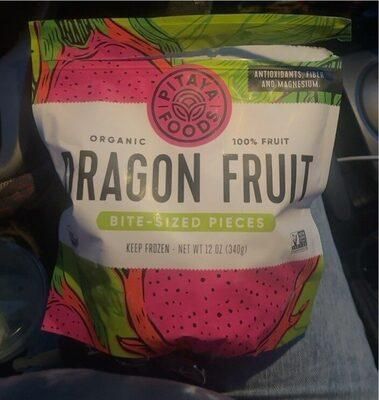 PITAYA
FOODS
ANTIOXIDANTS, FIBER
AND MAGNESIUM.
ORGANIC 100% FRUIT
DRAGON FRUIT
BITE-SIZED PIECES
KEEP FROZEN - NET WT 12 OZ (340g)